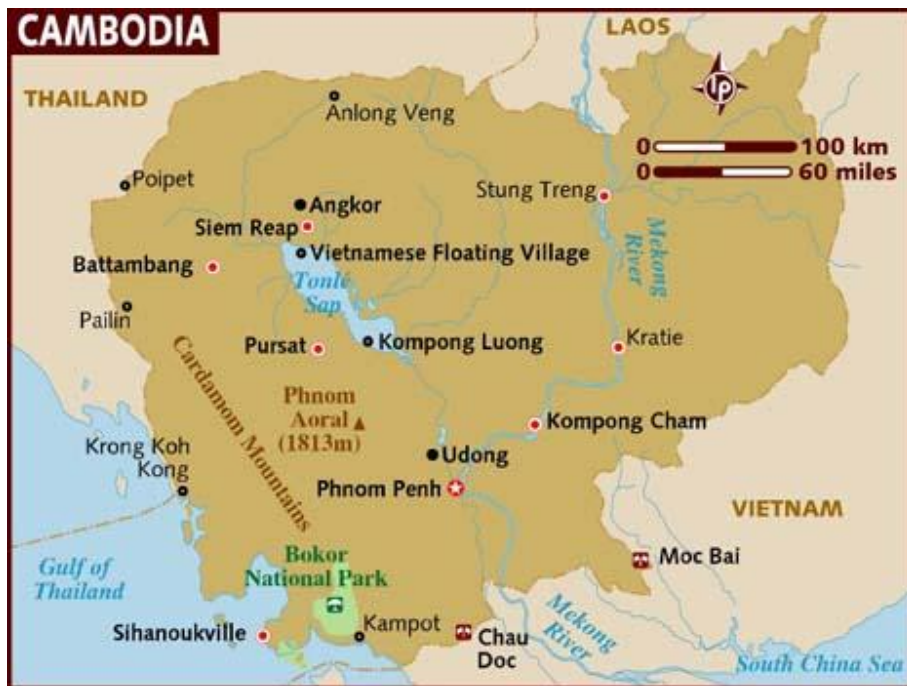 CAMBODIA
LAOS
THAILAND
lp
Anlong Veng
0 100 km
0 60 miles
Poipet
Stung Treng
Angkor
Siem Reap
Mekong
River
Vietnamese Floating Village
Battambang
Tonlé
Sap
Pailin
Pursat
Kompong Luong
Kratie
Cardamom Mountains
Phnom
Aoral
(1813m)
Kompong Cham
Krong Koh
Kong
Udong
Phnom Penh
VIETNAM
Bokor
National Park
Moc Bai
Gulf of
Thailand
Mekong
River
Sihanoukville
Kampot
Chau
Doc
South China Sea